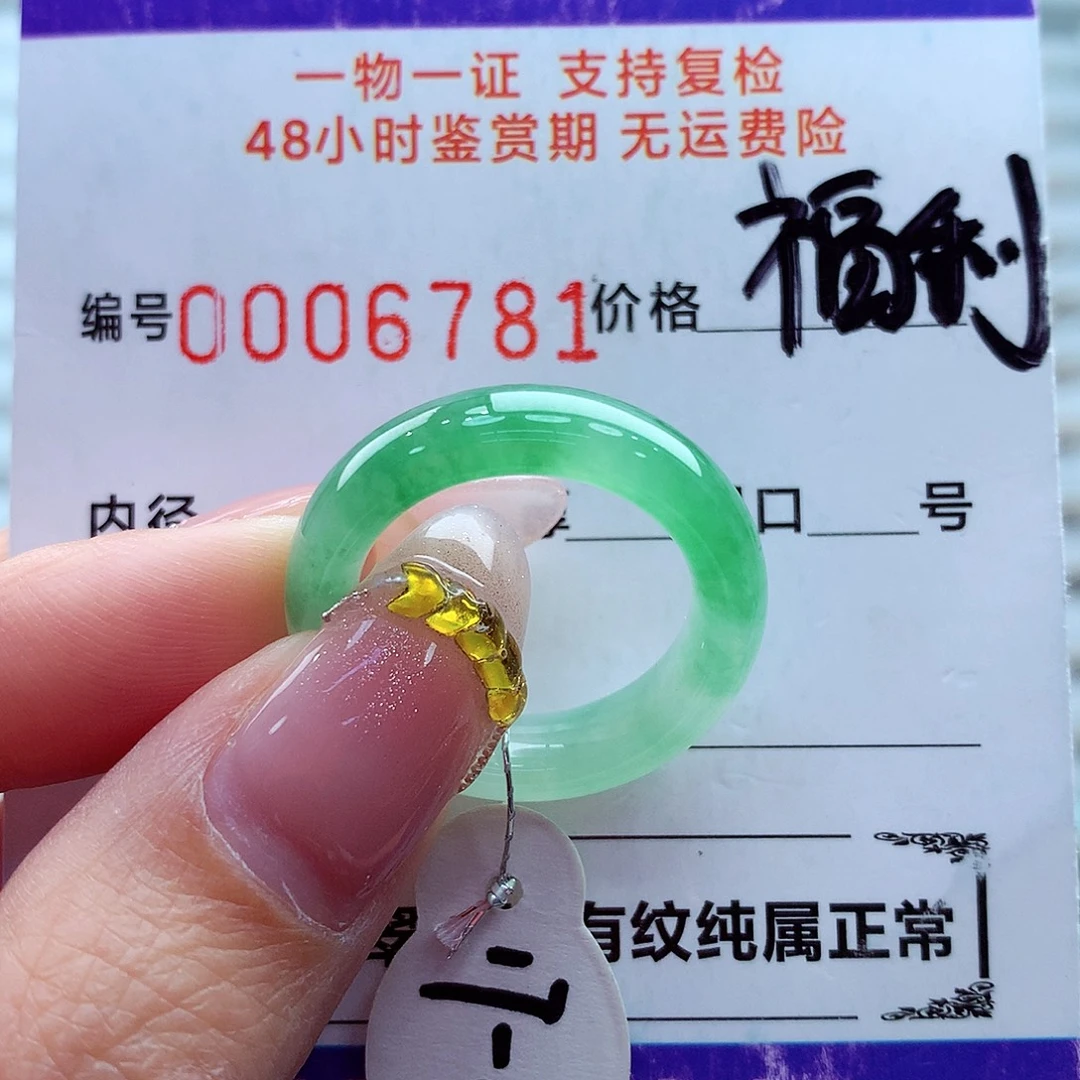 一物一证 支持复检
48小时鉴赏期 无运费险
编号0006781价格福利
内径 口 号
有纹纯属正常